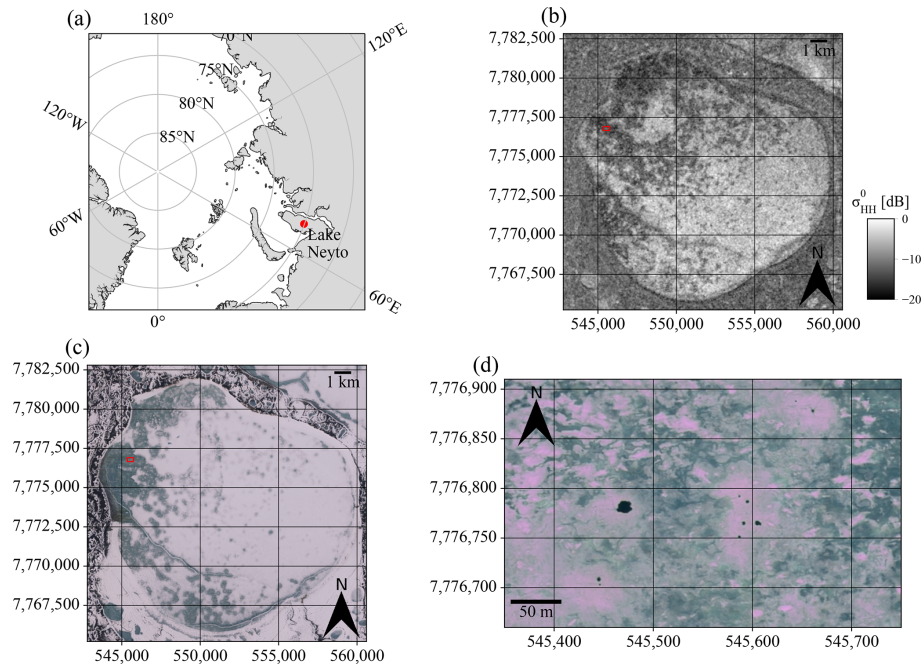 (a)
180°
120°E
70°N
75°N
80°N
85°N
120°W
60°W
0°
60°E
Lake
Neyto
(b)
7,782,500
7,780,000
7,777,500
7,775,000
7,772,500
7,770,000
7,767,500
1 km
N
545,000 550,000 555,000 560,000
σ⁰HH [dB]
0
−10
−20
(c)
7,782,500
7,780,000
7,777,500
7,775,000
7,772,500
7,770,000
7,767,500
1 km
N
545,000 550,000 555,000 560,000
(d)
7,776,900
7,776,850
7,776,800
7,776,750
7,776,700
N
50 m
545,400 545,500 545,600 545,700